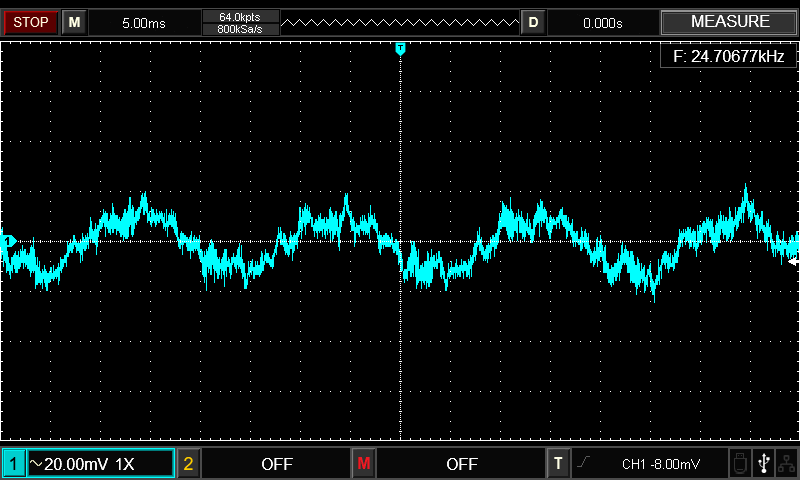 STOP M 5.00ms 64.0kpts D 0.000s MEASURE
800kSa/s
T
F: 24.70677kHz
1
1 ~20.00mV 1X 2 OFF M OFF T CH1 -8.00mV